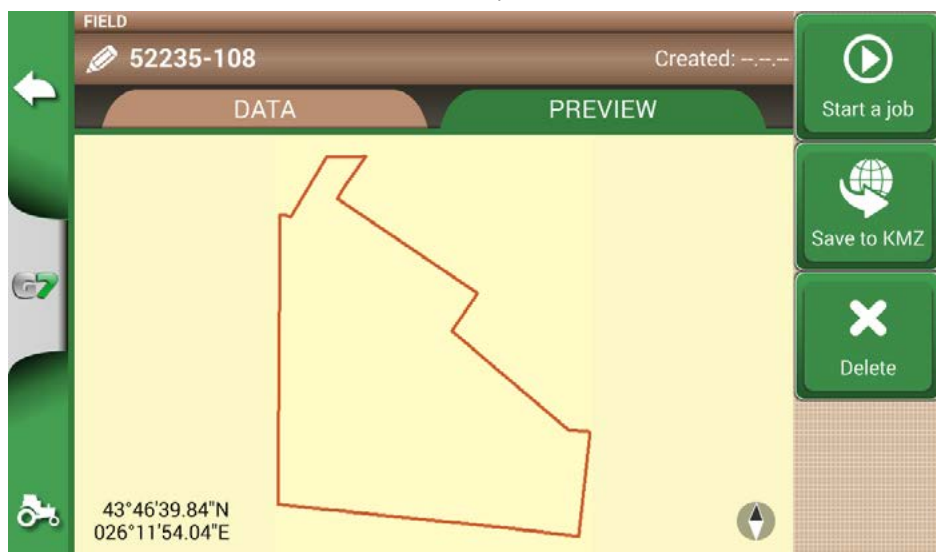 FIELD
52235-108
Created: --.--.--
DATA
PREVIEW
Start a job
Save to KMZ
Delete
G7
43°46'39.84"N
026°11'54.04"E